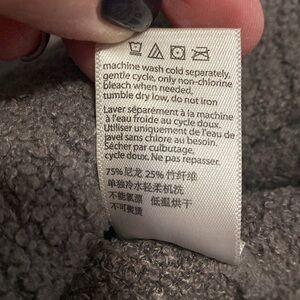 machine wash cold separately,
gentle cycle, only non-chlorine
bleach when needed,
tumble dry low, do not iron
Laver séparément à la machine
à l'eau froide au cycle doux.
Utiliser uniquement de l'eau de
javel sans chlore si nécessaire.
Sécher par culbutage,
cycle doux. Ne pas repasser.
75% 尼龙 25% 竹纤维
单独冷水轻柔机洗
不能氯漂 低温烘干
不可熨烫